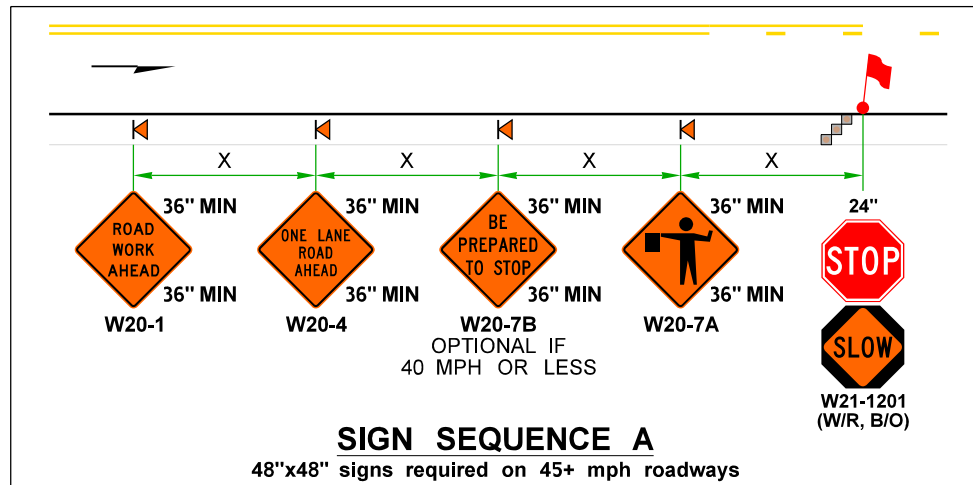 X X X X
36" MIN 36" MIN 36" MIN 36" MIN 24"
ROAD
WORK
AHEAD
ONE LANE
ROAD
AHEAD
BE
PREPARED
TO STOP
STOP
36" MIN 36" MIN 36" MIN 36" MIN
W20-1 W20-4 W20-7B W20-7A
OPTIONAL IF
40 MPH OR LESS
SLOW
W21-1201
(W/R, B/O)
SIGN SEQUENCE A
48"x48" signs required on 45+ mph roadways